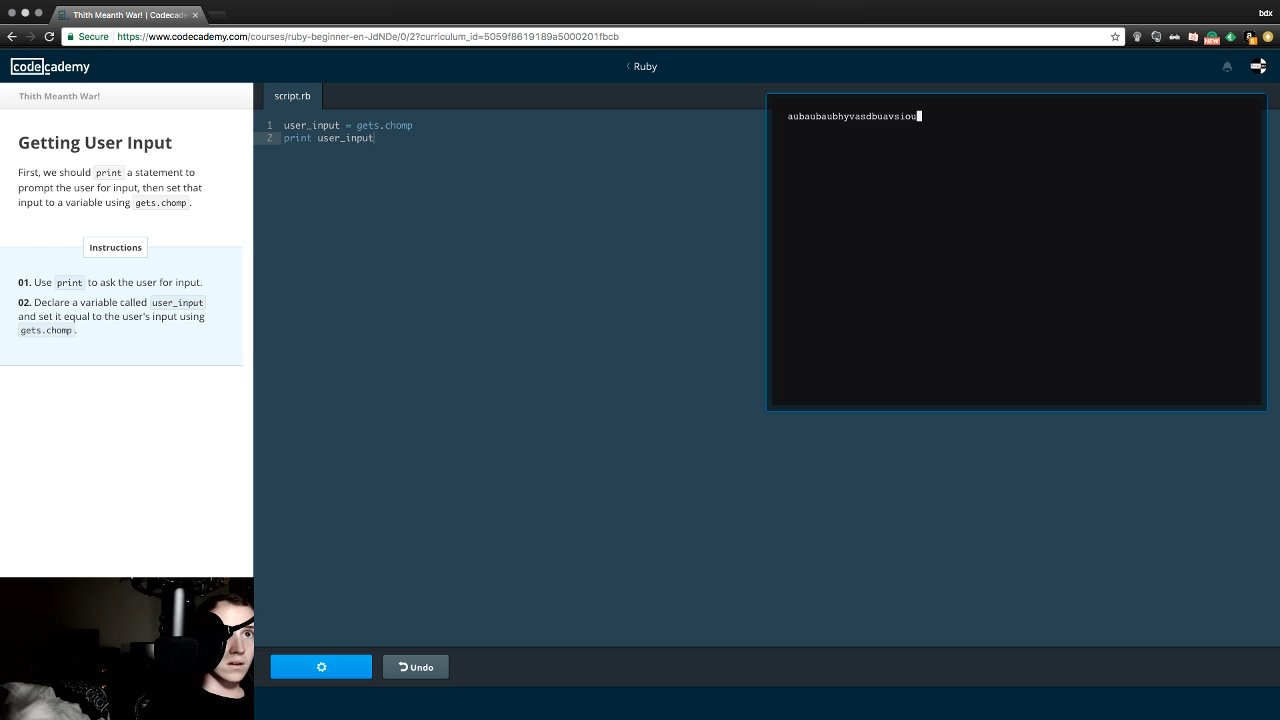 Thith Meanth War! | Codecade
bdx
Secure
https://www.codecademy.com/courses/ruby-beginner-en-JdNDe/0/2?curriculum_id=5059f8619189a5000201fbcb
NEW
codecademy
Ruby
Thith Meanth War!
Getting User Input
First, we should print a statement to
prompt the user for input, then set that
input to a variable using gets.chomp.
Instructions
01. Use print to ask the user for input.
02. Declare a variable called user_input
and set it equal to the user's input using
gets.chomp.
script.rb
1 user_input = gets.chomp
2 print user_input
aubaubaubhyvasdbuavsiou
Undo